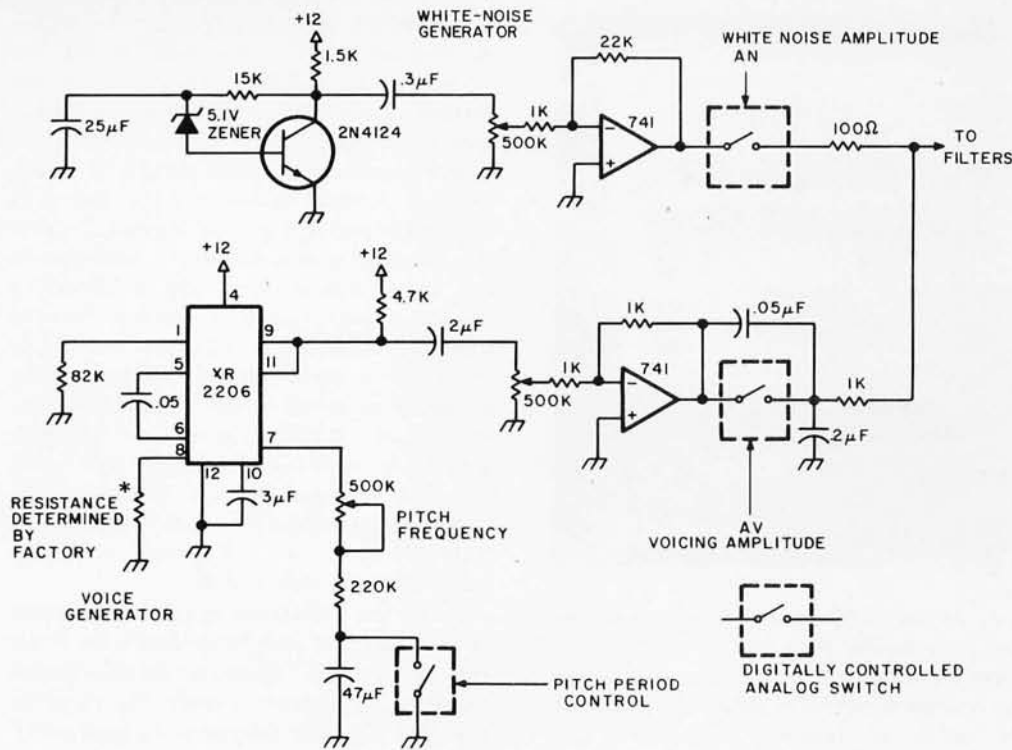 +12
WHITE-NOISE
GENERATOR
1.5K
15K
.3µF
25µF
5.1V
ZENER
2N4124
500K
1K
22K
741
−
+
WHITE NOISE AMPLITUDE
AN
100Ω
TO
FILTERS
+12
4
1
9
11
5
6
8
7
12
10
XR
2206
82K
.05
4.7K
2µF
500K
1K
1K
741
−
+
.05µF
1K
.2µF
AV
VOICING AMPLITUDE
*
RESISTANCE
DETERMINED
BY
FACTORY
3µF
500K
PITCH
FREQUENCY
220K
VOICE
GENERATOR
47µF
PITCH PERIOD
CONTROL
DIGITALLY CONTROLLED
ANALOG SWITCH